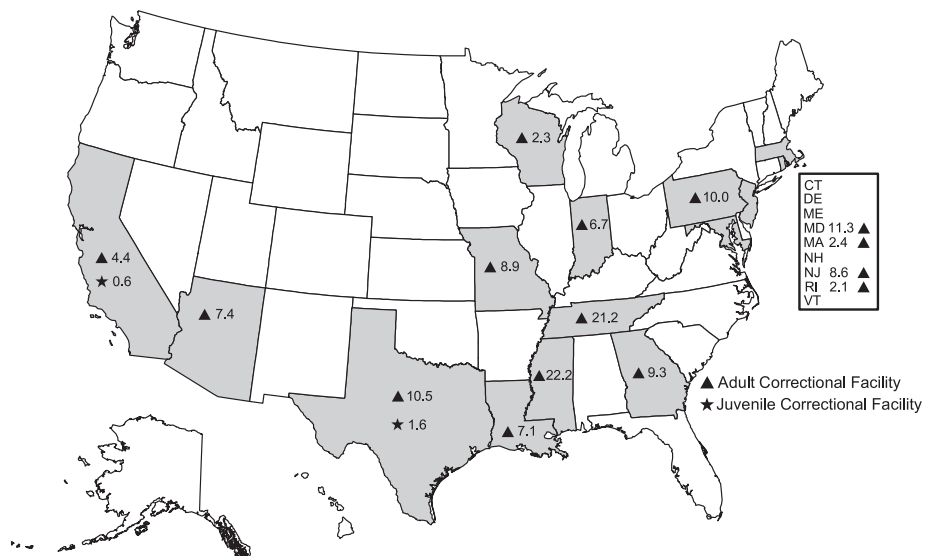 ▲ 2.3
▲ 10.0
CT
DE
ME
MD 11.3 ▲
MA 2.4 ▲
NH
NJ 8.6 ▲
RI 2.1 ▲
VT
▲ 6.7
▲ 4.4
★ 0.6
▲ 8.9
▲ 7.4
▲ 21.2
▲ 22.2
▲ 9.3
▲ Adult Correctional Facility
★ Juvenile Correctional Facility
▲ 10.5
★ 1.6
▲ 7.1